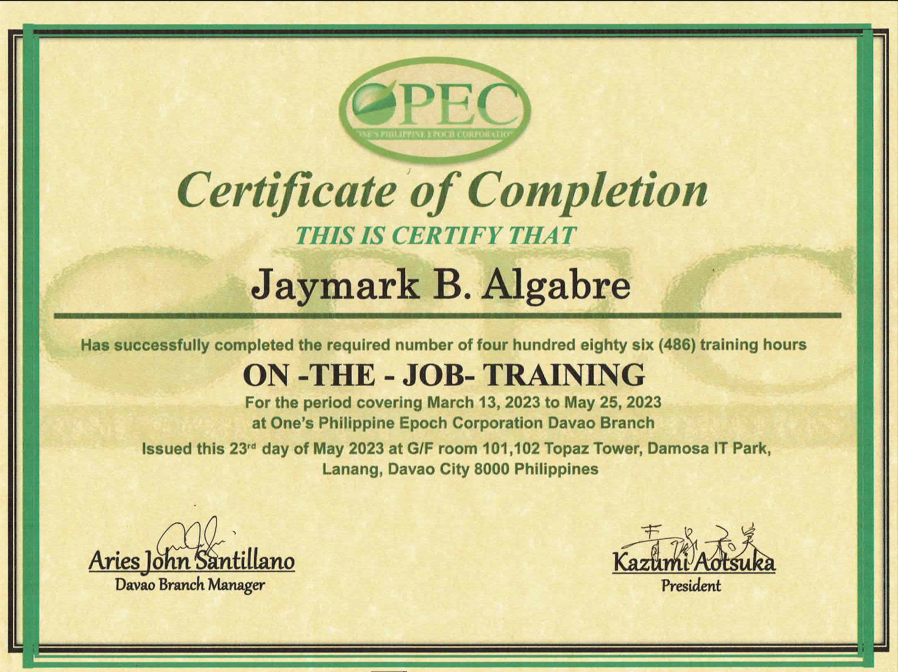 OPEC
ONE'S PHILIPPINE EPOCH CORPORATION
Certificate of Completion
THIS IS CERTIFY THAT
Jaymark B. Algabre
Has successfully completed the required number of four hundred eighty six (486) training hours
ON -THE - JOB- TRAINING
For the period covering March 13, 2023 to May 25, 2023
at One's Philippine Epoch Corporation Davao Branch
Issued this 23rd day of May 2023 at G/F room 101,102 Topaz Tower, Damosa IT Park,
Lanang, Davao City 8000 Philippines
Aries John Santillano
Davao Branch Manager
Kazumi Aotsuka
President